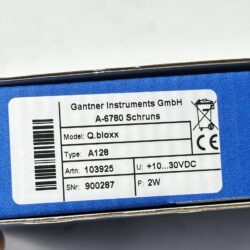 Gantner Instruments GmbH
A-6780 Schruns
Model: Q.bloxx
Type: A128
Artn: 103925 U: +10...30VDC
SNr: 900287 P: 2W
CE